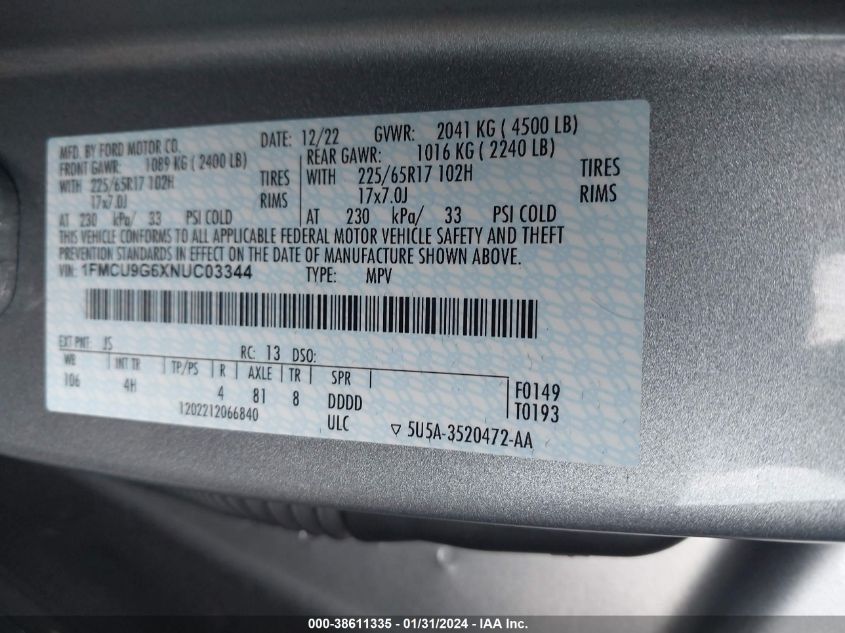 MFD. BY FORD MOTOR CO. DATE: 12/22 GVWR: 2041 KG ( 4500 LB)
FRONT GAWR: 1089 KG ( 2400 LB) REAR GAWR: 1016 KG ( 2240 LB)
WITH 225/65R17 102H TIRES WITH 225/65R17 102H TIRES
17x7.0J RIMS 17x7.0J RIMS
AT 230 kPa/ 33 PSI COLD AT 230 kPa/ 33 PSI COLD
THIS VEHICLE CONFORMS TO ALL APPLICABLE FEDERAL MOTOR VEHICLE SAFETY AND THEFT
PREVENTION STANDARDS IN EFFECT ON THE DATE OF MANUFACTURE SHOWN ABOVE.
VIN: 1FMCU9G6XNUC03344 TYPE: MPV
EXT PNT: JS RC: 13 DSO:
WB INT TR TP/PS R AXLE TR SPR
106 4H 4 81 8 DDDD F0149
1202212066840 ULC T0193
▽ 5U5A-3520472-AA
000-38611335 - 01/31/2024 - IAA Inc.